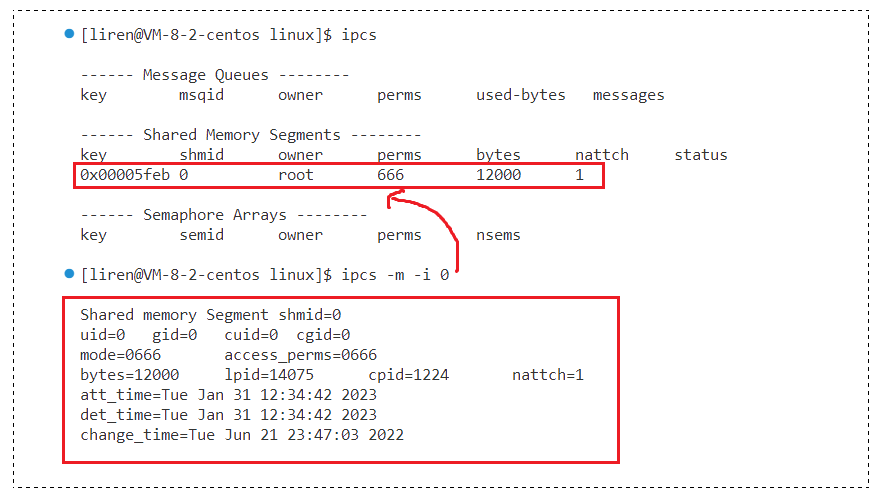 [liren@VM-8-2-centos linux]$ ipcs
------ Message Queues --------
key        msqid      owner      perms      used-bytes   messages
------ Shared Memory Segments --------
key        shmid      owner      perms      bytes      nattch     status
0x00005feb 0          root       666        12000      1
------ Semaphore Arrays --------
key        semid      owner      perms      nsems
[liren@VM-8-2-centos linux]$ ipcs -m -i 0
Shared memory Segment shmid=0
uid=0   gid=0   cuid=0  cgid=0
mode=0666       access_perms=0666
bytes=12000     lpid=14075      cpid=1224       nattch=1
att_time=Tue Jan 31 12:34:42 2023
det_time=Tue Jan 31 12:34:42 2023
change_time=Tue Jun 21 23:47:03 2022